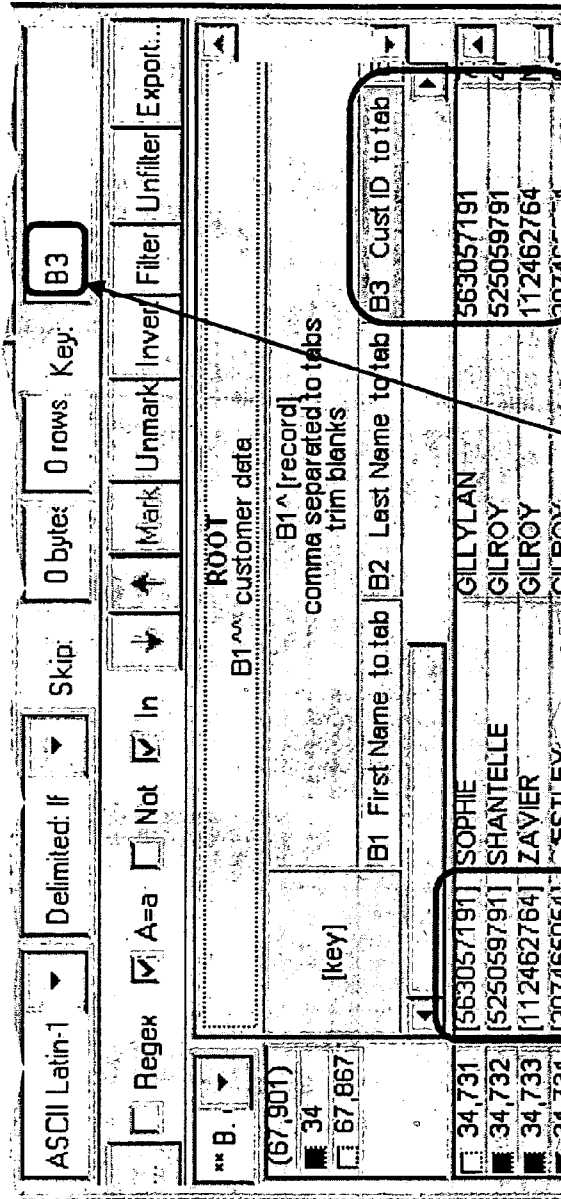 ASCII Latin-1 Delimited: lf Skip: 0 bytes 0 rows Key: B3
... Regex A=a Not In Mark Unmark Inver Filter Unfilter Export...
** B. ROOT
B1^^ customer data
(67,901)
34
67,867
[key] B1^ [record]
comma separated to tabs
trim blanks
B1 First Name to tab B2 Last Name to tab B3 Cust ID to tab
34,731 [563057191] SOPHIE GILLYLAN 563057191
34,732 [525059791] SHANTELLE GILROY 525059791
34,733 [112462764] ZAVIER GILROY 112462764